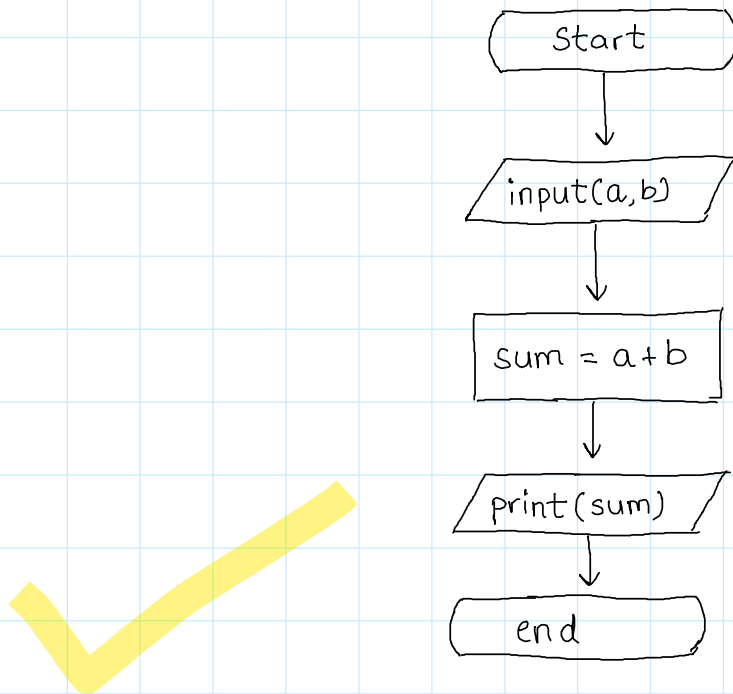 Start
input(a,b)
sum = a+b
print(sum)
end